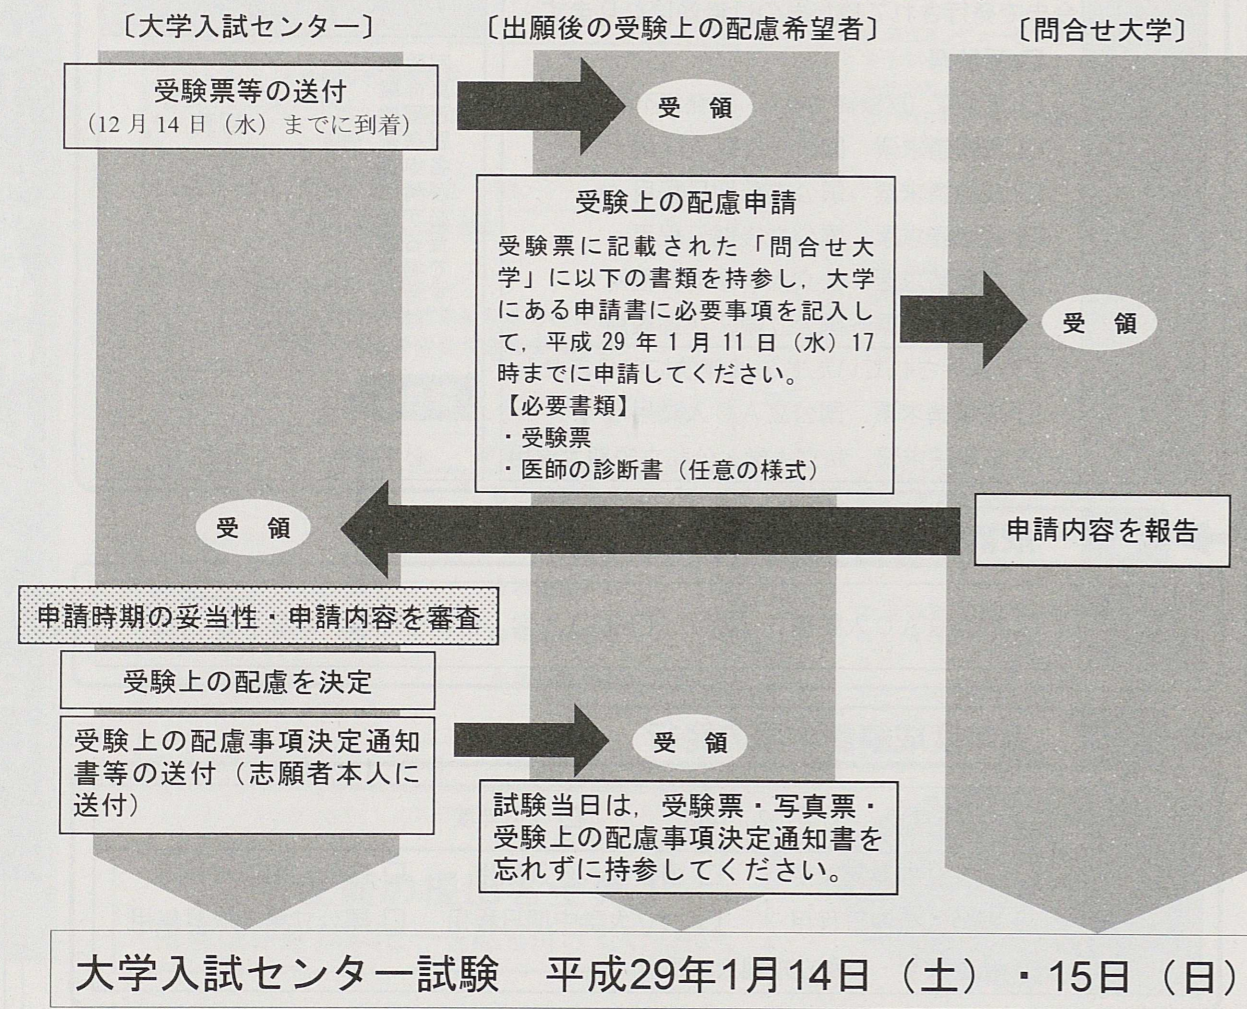 〔大学入試センター〕
〔出願後の受験上の配慮希望者〕
〔問合せ大学〕
受験票等の送付
（12月14日（水）までに到着）
受　領
受験上の配慮申請
受験票に記載された「問合せ大
学」に以下の書類を持参し，大学
にある申請書に必要事項を記入し
て，平成 29 年 1 月 11 日（水）17
時までに申請してください。
【必要書類】
・受験票
・医師の診断書（任意の様式）
受　領
申請内容を報告
受　領
申請時期の妥当性・申請内容を審査
受験上の配慮を決定
受験上の配慮事項決定通知
書等の送付（志願者本人に
送付）
受　領
試験当日は，受験票・写真票・
受験上の配慮事項決定通知書を
忘れずに持参してください。
大学入試センター試験　平成29年1月14日（土）・15日（日）